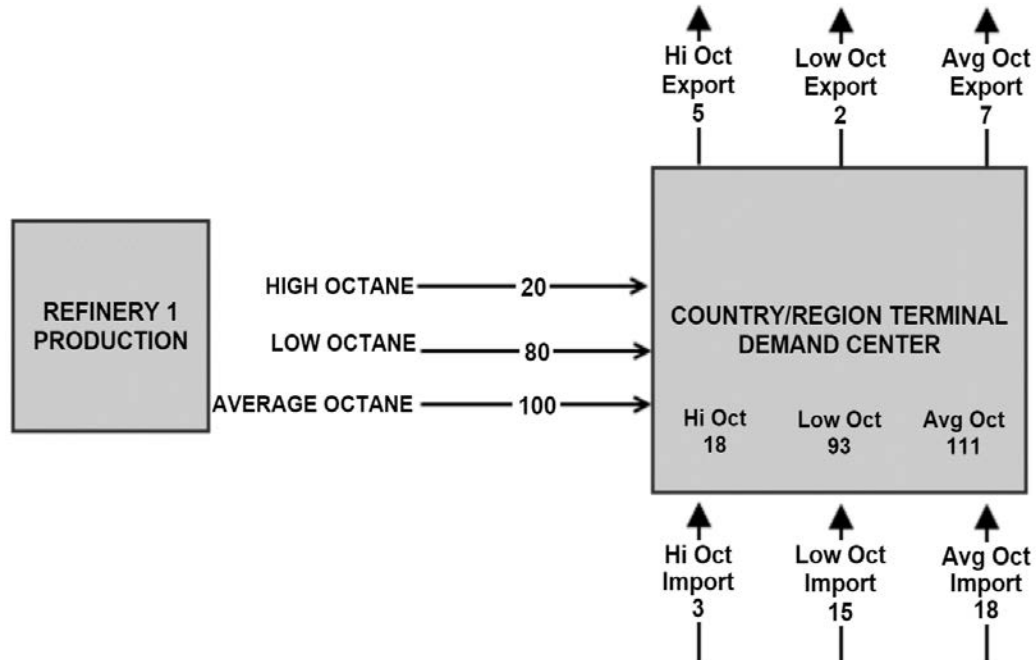 Hi Oct
Export
5
Low Oct
Export
2
Avg Oct
Export
7
REFINERY 1
PRODUCTION
HIGH OCTANE
20
LOW OCTANE
80
AVERAGE OCTANE
100
COUNTRY/REGION TERMINAL
DEMAND CENTER
Hi Oct
18
Low Oct
93
Avg Oct
111
Hi Oct
Import
3
Low Oct
Import
15
Avg Oct
Import
18